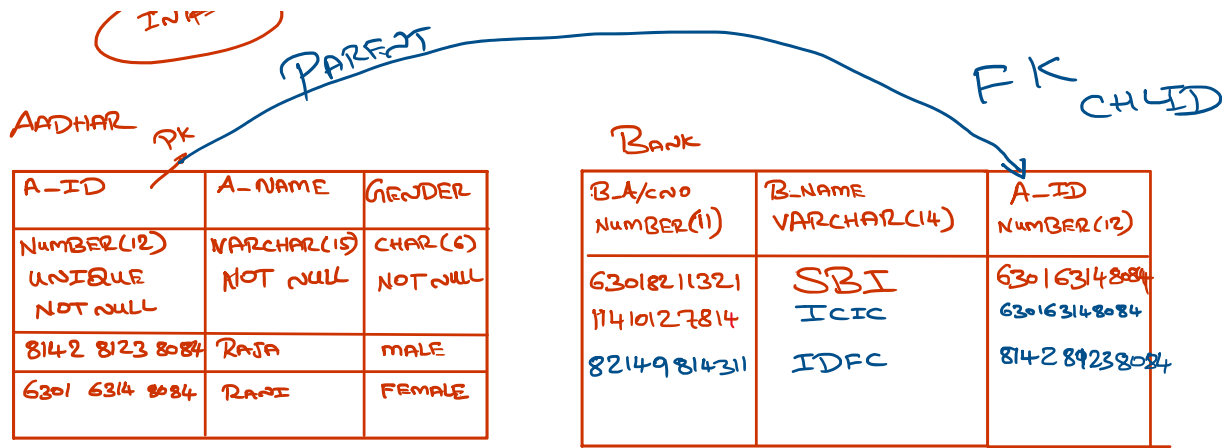 PARENT
FK
CHLID
AADHAR
PK
BANK
A_ID A_NAME GENDER
NUMBER(12) VARCHAR(15) CHAR(6)
UNIQUE NOT NULL NOT NULL
NOT NULL
8142 8123 8084 RAJA MALE
6301 6314 8084 RANI FEMALE
B_A/CNO B_NAME A_ID
NUMBER(11) VARCHAR(14) NUMBER(12)
63018211321 SBI 630163148084
11410127814 ICIC 630163148084
82149814311 IDFC